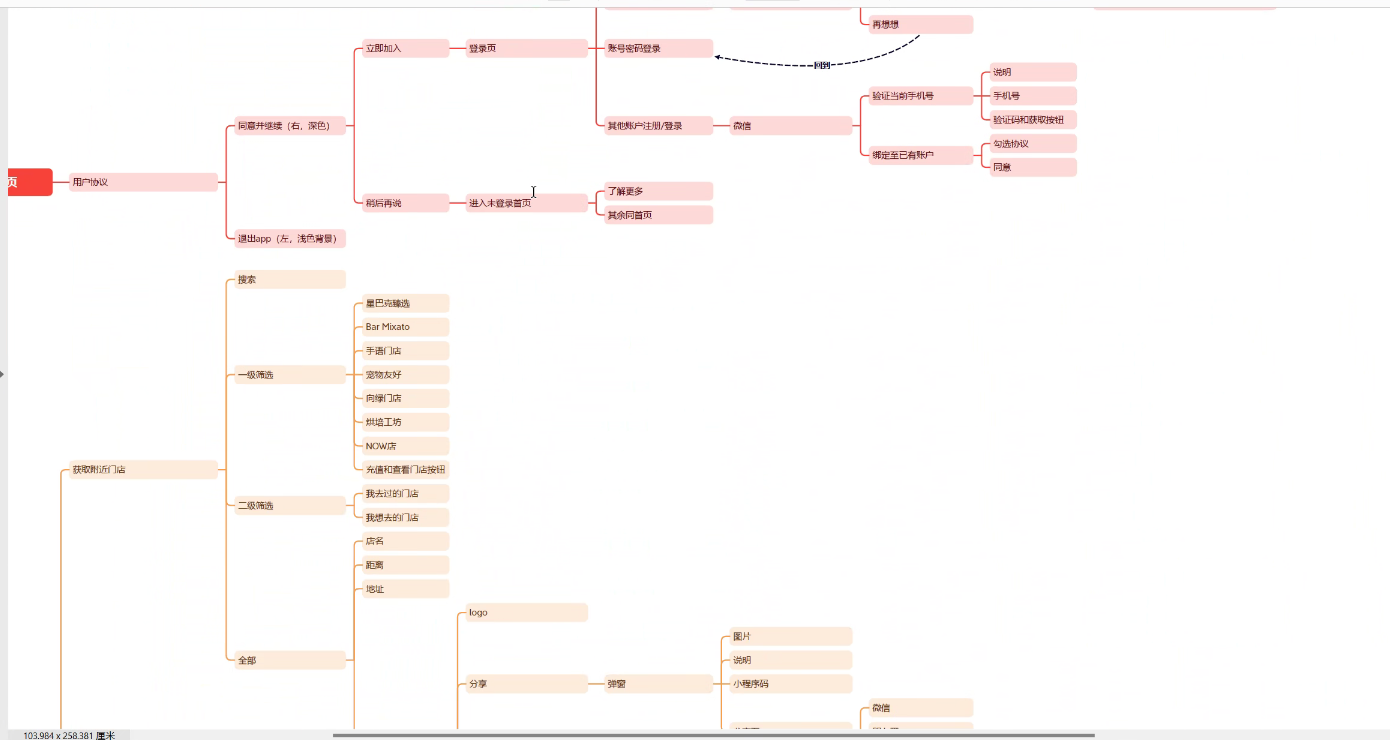 再想想
立即加入
登录页
账号密码登录
回到
说明
验证当前手机号
手机号
同意并继续（右，深色）
其他账户注册/登录
微信
验证码和获取按钮
勾选协议
绑定至已有账户
同意
页
用户协议
了解更多
稍后再说
进入未登录首页
其余同首页
退出app（左，浅色背景）
搜索
星巴克臻选
Bar Mixato
手语门店
一级筛选
宠物友好
向绿门店
烘培工坊
NOW店
获取附近门店
充值和查看门店按钮
我去过的门店
二级筛选
我想去的门店
店名
距离
地址
logo
图片
全部
说明
分享
弹窗
小程序码
微信
103.984 x 258.381 厘米